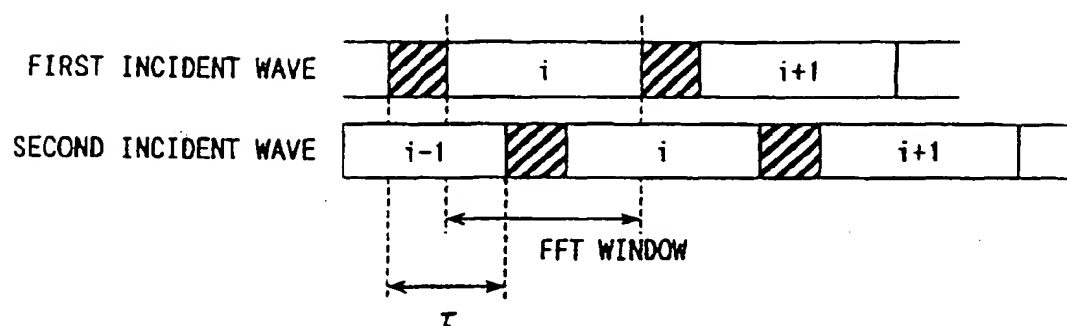 FIRST INCIDENT WAVE i i+1
SECOND INCIDENT WAVE i-1 i i+1
FFT WINDOW
τ